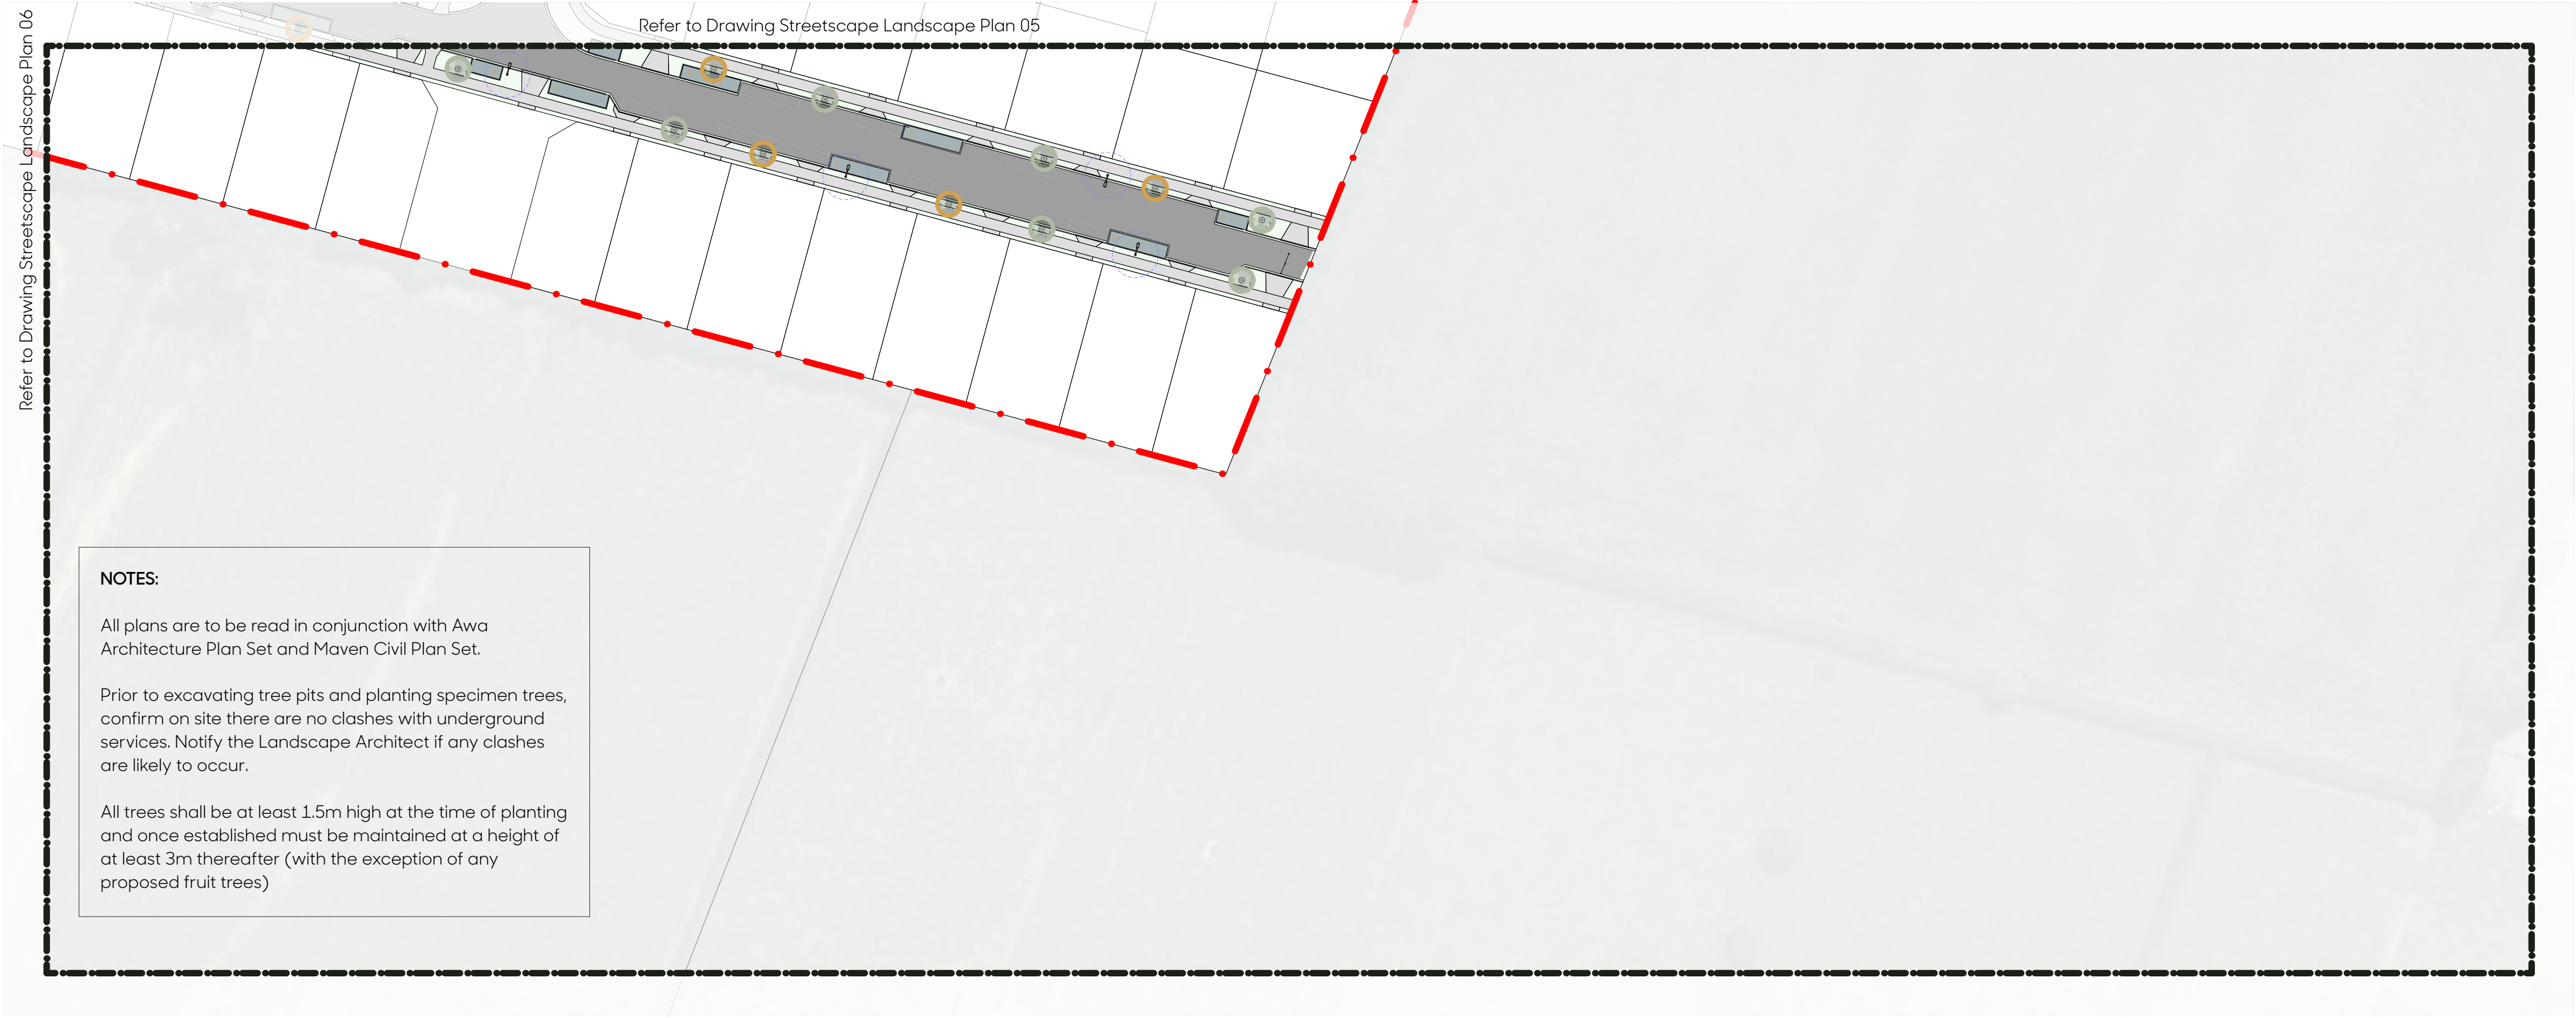 Refer to Drawing Streetscape Landscape Plan 05
Refer to Drawing Streetscape Landscape Plan 06
NOTES:
All plans are to be read in conjunction with Awa
Architecture Plan Set and Maven Civil Plan Set.
Prior to excavating tree pits and planting specimen trees,
confirm on site there are no clashes with underground
services. Notify the Landscape Architect if any clashes
are likely to occur.
All trees shall be at least 1.5m high at the time of planting
and once established must be maintained at a height of
at least 3m thereafter (with the exception of any
proposed fruit trees)